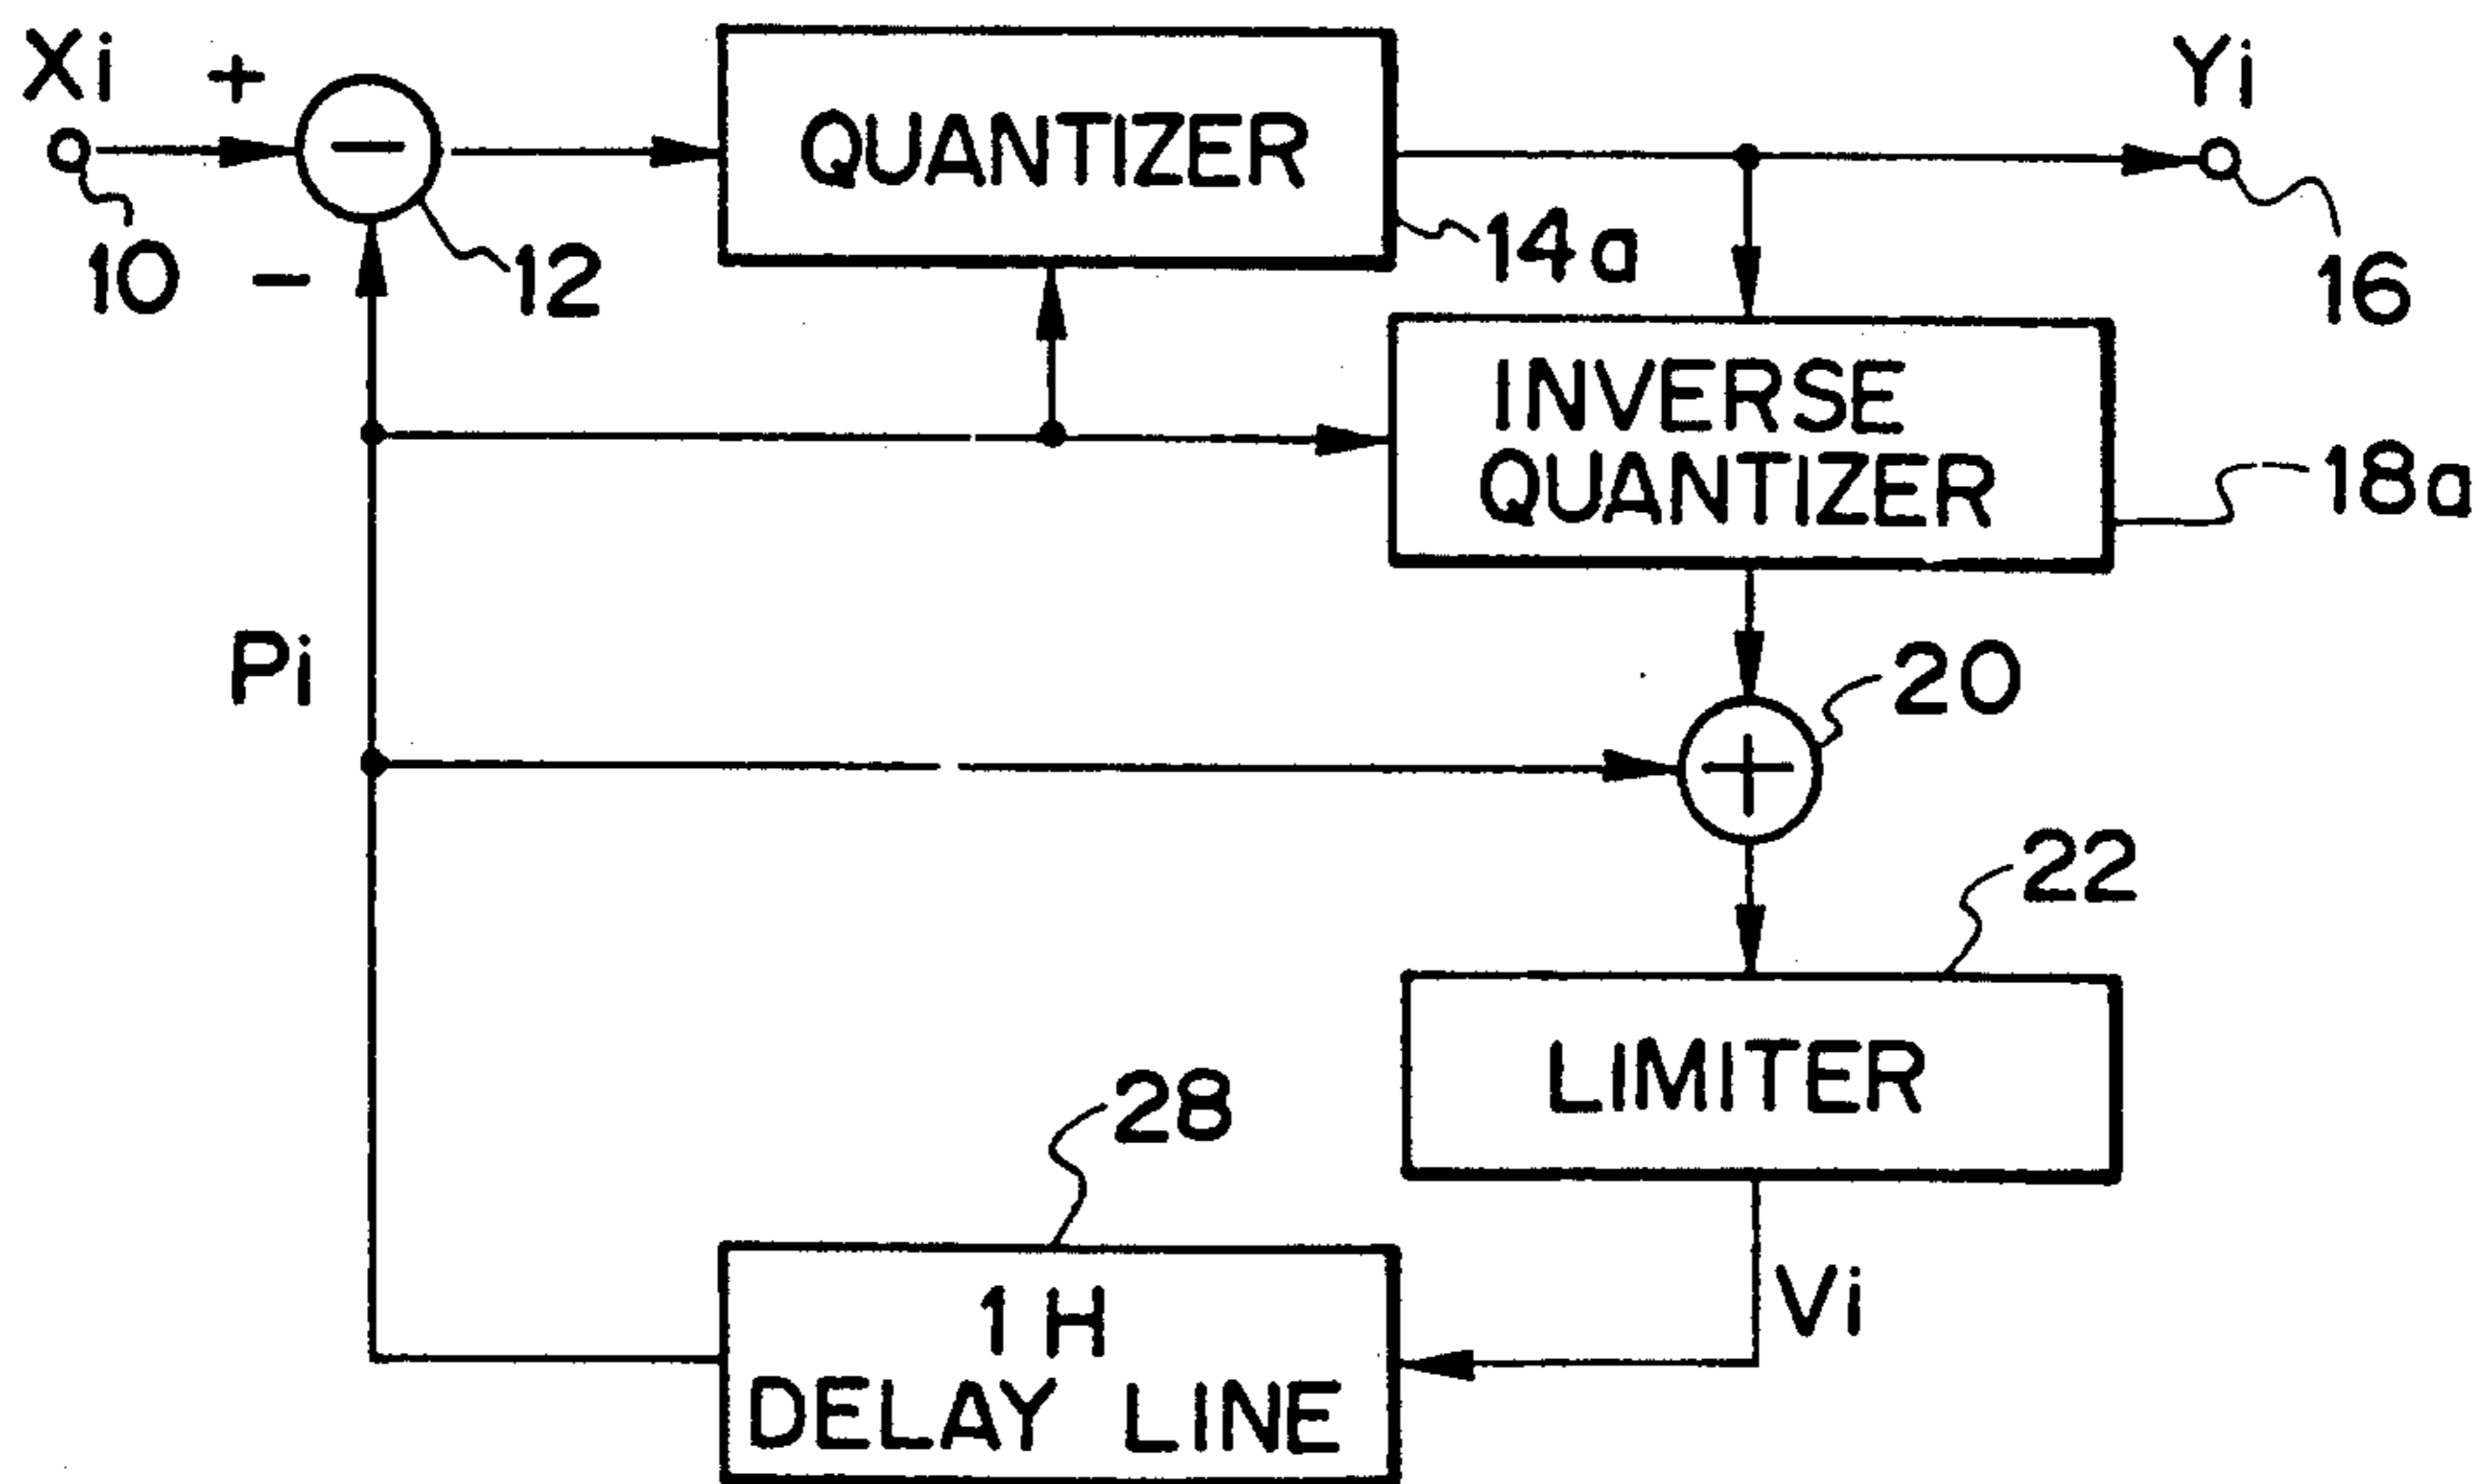 Xi
+
−
QUANTIZER
Yi
10
−
12
14a
16
INVERSE
QUANTIZER
18a
Pi
20
+
22
LIMITER
28
1H
DELAY LINE
Vi